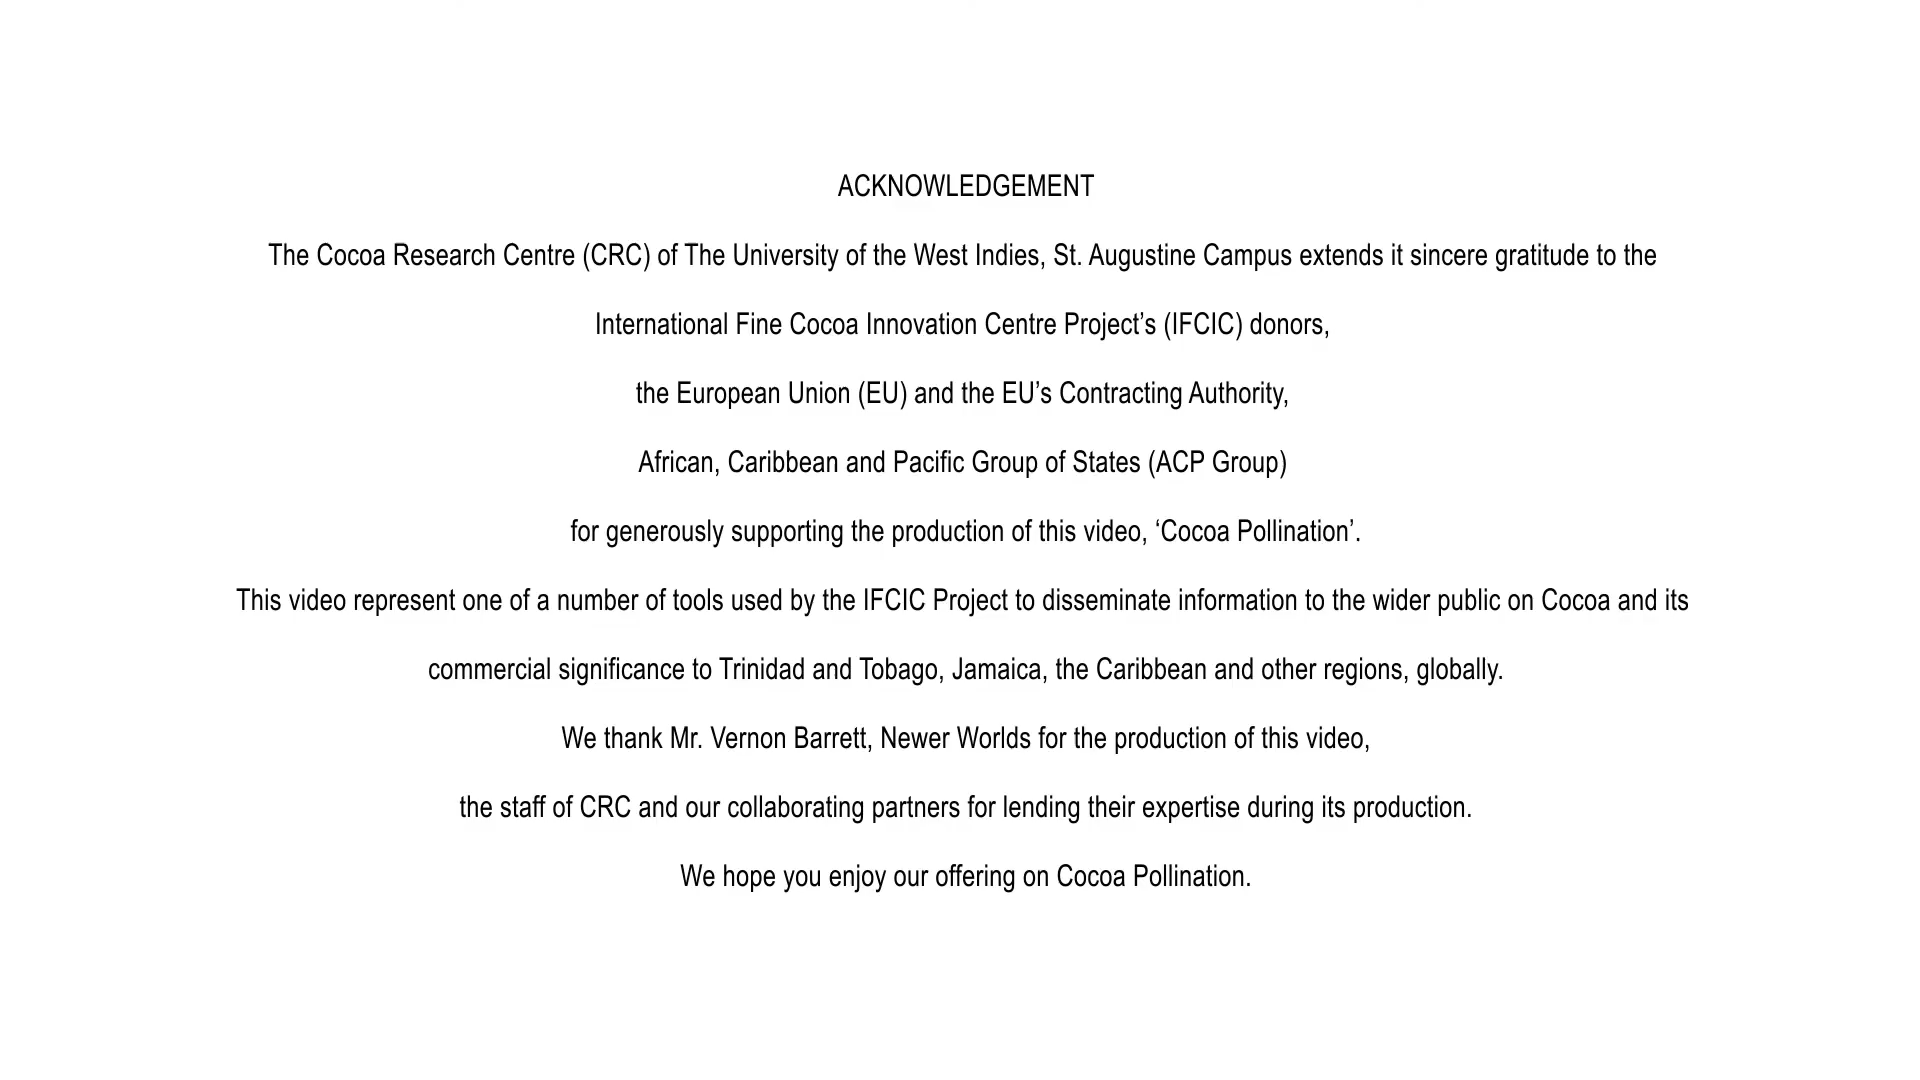 ACKNOWLEDGEMENT
The Cocoa Research Centre (CRC) of The University of the West Indies, St. Augustine Campus extends it sincere gratitude to the
International Fine Cocoa Innovation Centre Project’s (IFCIC) donors,
the European Union (EU) and the EU’s Contracting Authority,
African, Caribbean and Pacific Group of States (ACP Group)
for generously supporting the production of this video, ‘Cocoa Pollination’.
This video represent one of a number of tools used by the IFCIC Project to disseminate information to the wider public on Cocoa and its
commercial significance to Trinidad and Tobago, Jamaica, the Caribbean and other regions, globally.
We thank Mr. Vernon Barrett, Newer Worlds for the production of this video,
the staff of CRC and our collaborating partners for lending their expertise during its production.
We hope you enjoy our offering on Cocoa Pollination.